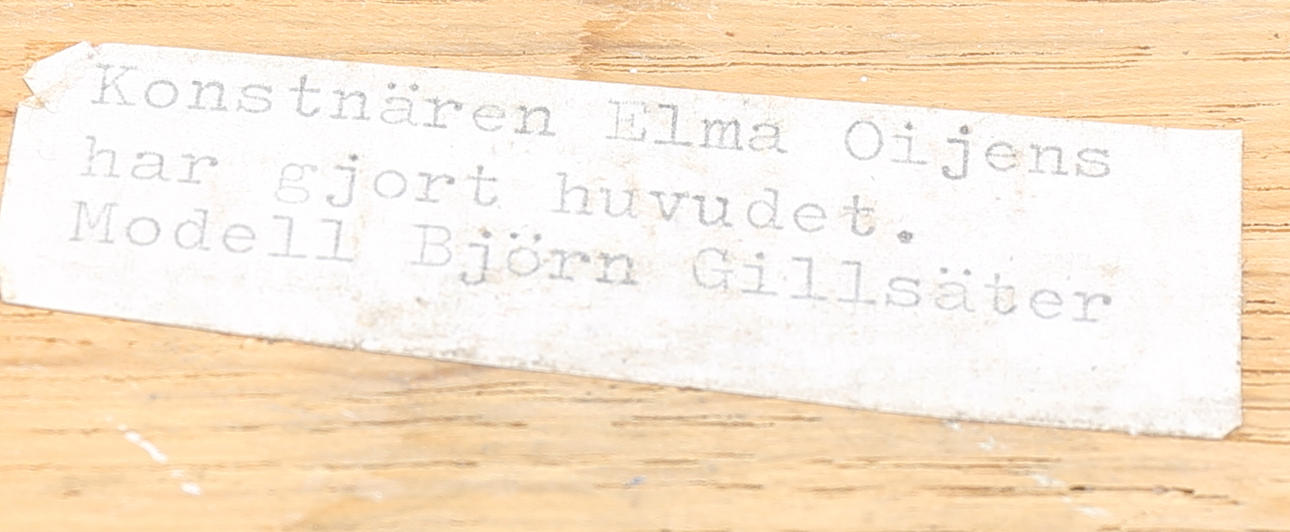 Konstnären Elma Oijens
har gjort huvudet.
Modell Björn Gillsäter